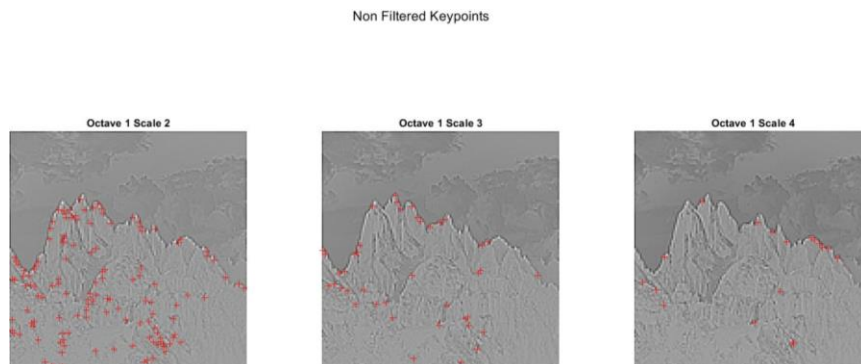 Non Filtered Keypoints
Octave 1 Scale 2
Octave 1 Scale 3
Octave 1 Scale 4